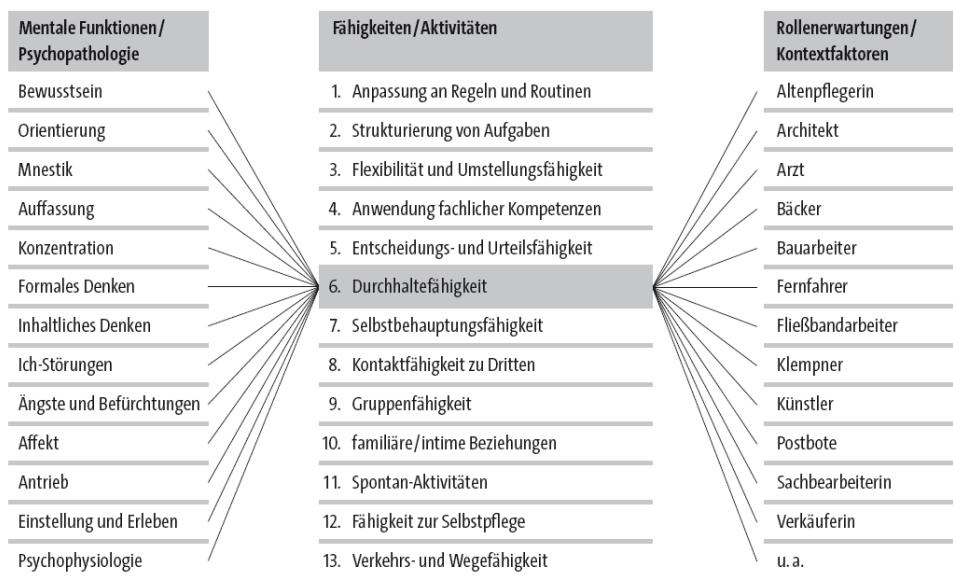 Mentale Funktionen/
Psychopathologie
Bewusstsein
Orientierung
Mnestik
Auffassung
Konzentration
Formales Denken
Inhaltliches Denken
Ich-Störungen
Ängste und Befürchtungen
Affekt
Antrieb
Einstellung und Erleben
Psychophysiologie
Fähigkeiten/Aktivitäten
1. Anpassung an Regeln und Routinen
2. Strukturierung von Aufgaben
3. Flexibilität und Umstellungsfähigkeit
4. Anwendung fachlicher Kompetenzen
5. Entscheidungs- und Urteilsfähigkeit
6. Durchhaltefähigkeit
7. Selbstbehauptungsfähigkeit
8. Kontaktfähigkeit zu Dritten
9. Gruppenfähigkeit
10. familiäre/intime Beziehungen
11. Spontan-Aktivitäten
12. Fähigkeit zur Selbstpflege
13. Verkehrs- und Wegefähigkeit
Rollenerwartungen/
Kontextfaktoren
Altenpflegerin
Architekt
Arzt
Bäcker
Bauarbeiter
Fernfahrer
Fließbandarbeiter
Klempner
Künstler
Postbote
Sachbearbeiterin
Verkäuferin
u. a.